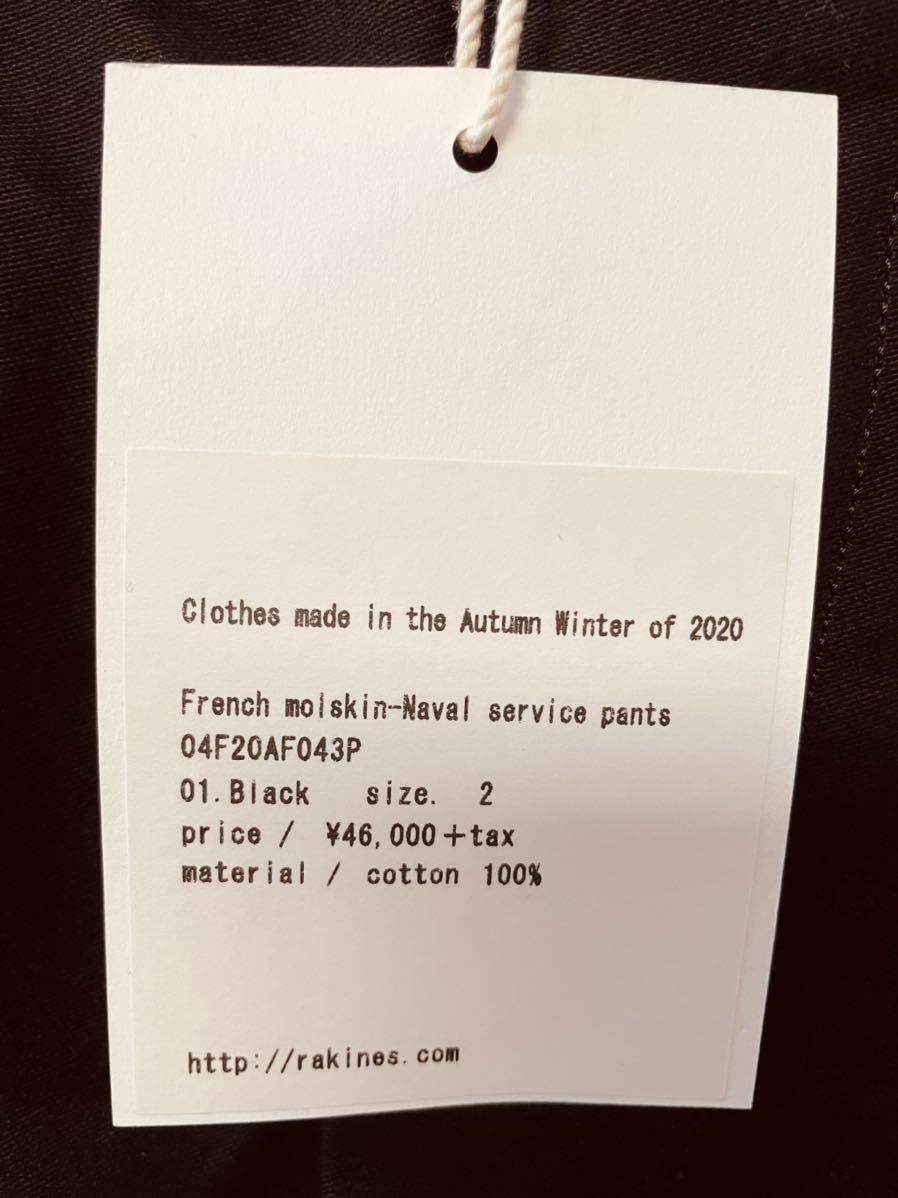 Clothes made in the Autumn Winter of 2020
French molskin-Naval service pants
04F20AF043P
01.Black size. 2
price / ¥46,000+tax
material / cotton 100%
http://rakines.com